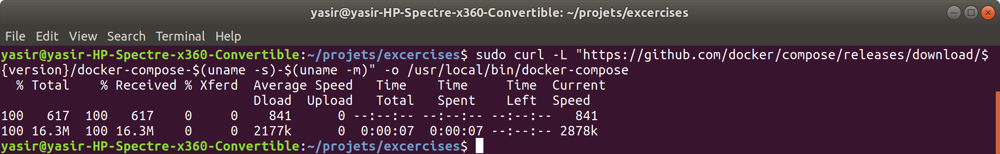 yasir@yasir-HP-Spectre-x360-Convertible: ~/projets/excercises
File Edit View Search Terminal Help
yasir@yasir-HP-Spectre-x360-Convertible:~/projets/excercises$ sudo curl -L "https://github.com/docker/compose/releases/download/$
{version}/docker-compose-$(uname -s)-$(uname -m)" -o /usr/local/bin/docker-compose
  % Total    % Received % Xferd  Average Speed   Time    Time     Time  Current
                                 Dload  Upload   Total   Spent    Left  Speed
100   617  100   617    0     0    841      0 --:--:-- --:--:-- --:--:--   841
100 16.3M  100 16.3M    0     0  2177k      0  0:00:07  0:00:07 --:--:-- 2878k
yasir@yasir-HP-Spectre-x360-Convertible:~/projets/excercises$